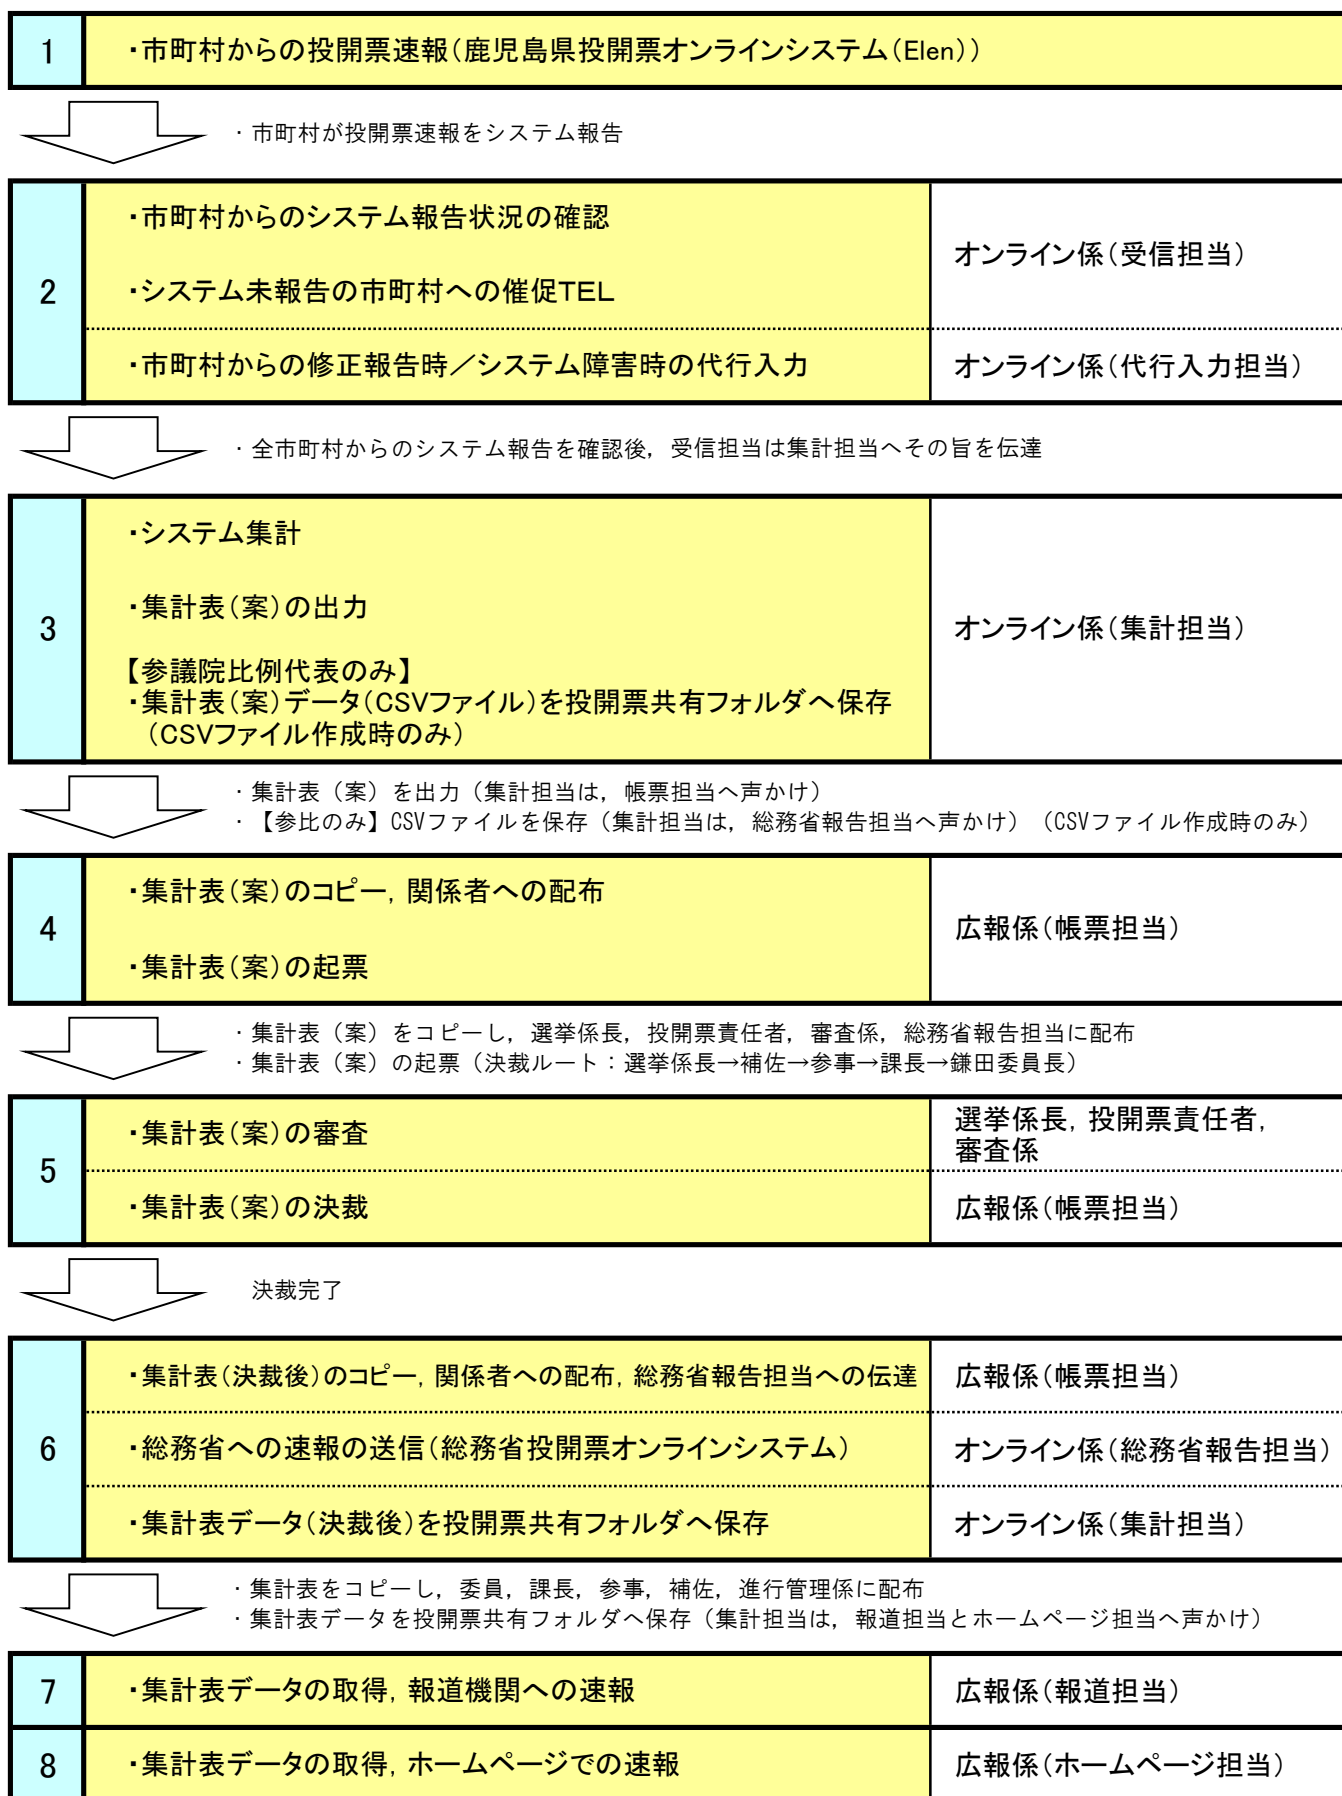 1
・市町村からの投開票速報（鹿児島県投開票オンラインシステム（Elen））
・市町村が投開票速報をシステム報告
2
・市町村からのシステム報告状況の確認
・システム未報告の市町村への催促TEL
オンライン係（受信担当）
・市町村からの修正報告時／システム障害時の代行入力
オンライン係（代行入力担当）
・全市町村からのシステム報告を確認後，受信担当は集計担当へその旨を伝達
3
・システム集計
・集計表（案）の出力
【参議院比例代表のみ】
・集計表（案）データ（CSVファイル）を投開票共有フォルダへ保存
（CSVファイル作成時のみ）
オンライン係（集計担当）
・集計表（案）を出力（集計担当は，帳票担当へ声かけ）
・【参比のみ】CSVファイルを保存（集計担当は，総務省報告担当へ声かけ）（CSVファイル作成時のみ）
4
・集計表（案）のコピー，関係者への配布
・集計表（案）の起票
広報係（帳票担当）
・集計表（案）をコピーし，選挙係長，投開票責任者，審査係，総務省報告担当に配布
・集計表（案）の起票（決裁ルート：選挙係長→補佐→参事→課長→鎌田委員長）
5
・集計表（案）の審査
選挙係長，投開票責任者，
審査係
・集計表（案）の決裁
広報係（帳票担当）
決裁完了
6
・集計表（決裁後）のコピー，関係者への配布，総務省報告担当への伝達
広報係（帳票担当）
・総務省への速報の送信（総務省投開票オンラインシステム）
オンライン係（総務省報告担当）
・集計表データ（決裁後）を投開票共有フォルダへ保存
オンライン係（集計担当）
・集計表をコピーし，委員，課長，参事，補佐，進行管理係に配布
・集計表データを投開票共有フォルダへ保存（集計担当は，報道担当とホームページ担当へ声かけ）
7
・集計表データの取得，報道機関への速報
広報係（報道担当）
8
・集計表データの取得，ホームページでの速報
広報係（ホームページ担当）